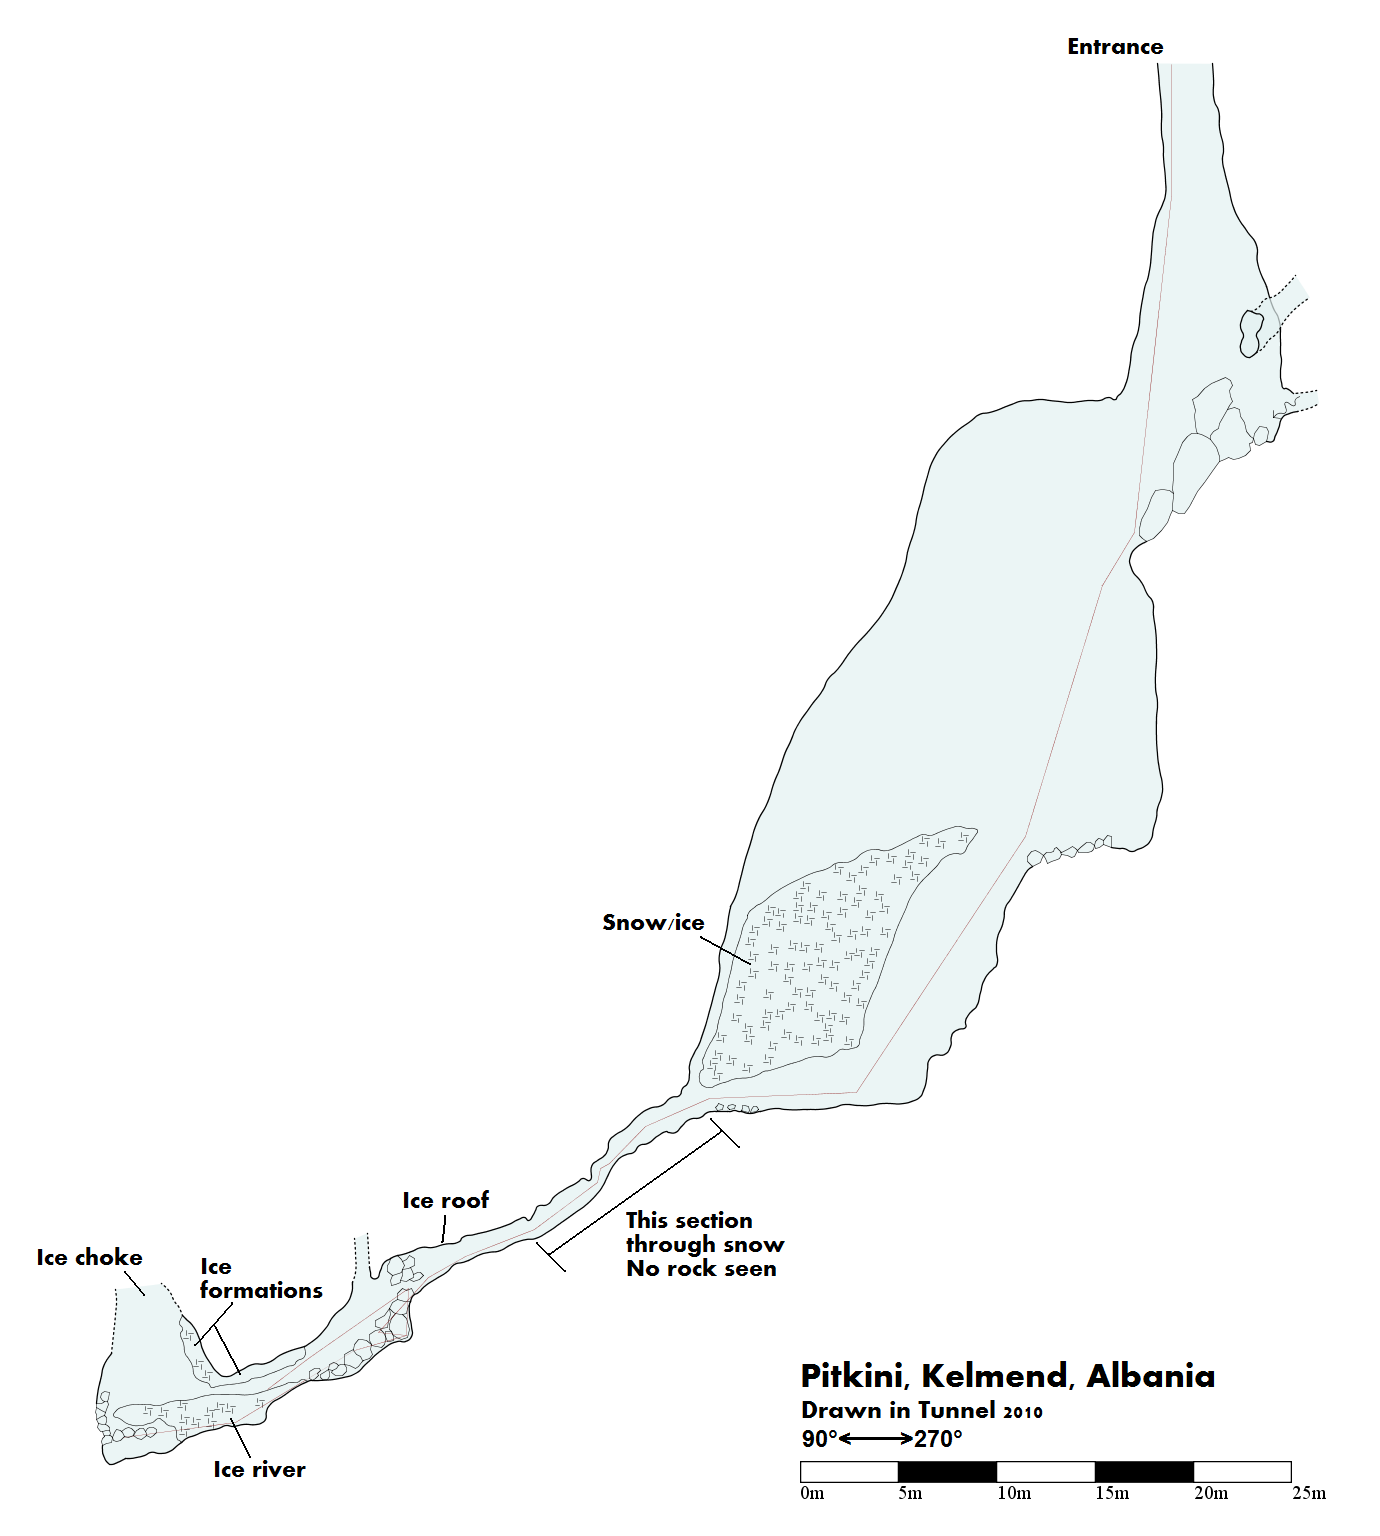 Entrance
Snow/ice
Ice roof
This section
through snow
No rock seen
Ice choke
Ice
formations
Ice river
Pitkini, Kelmend, Albania
Drawn in Tunnel 2010
90° 270°
0m 5m 10m 15m 20m 25m